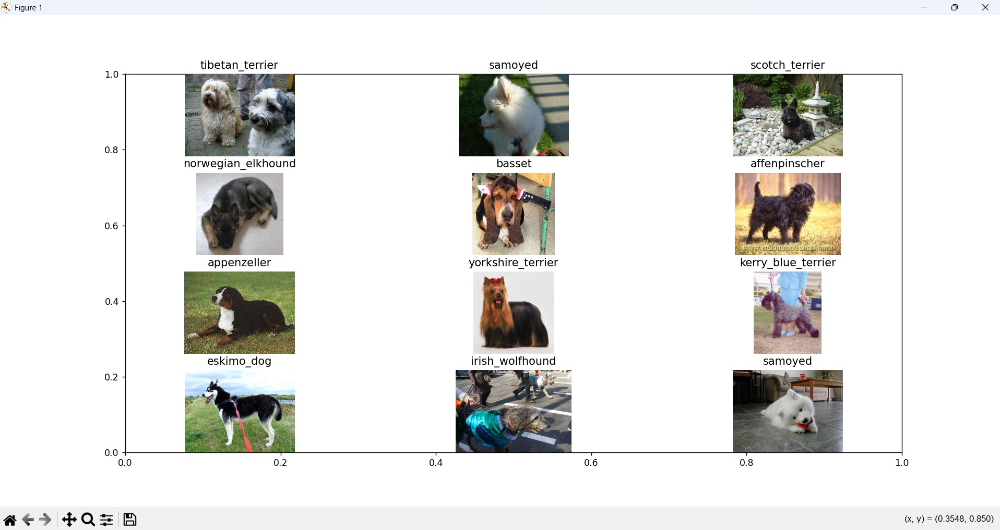 Figure 1
tibetan_terrier samoyed scotch_terrier
1.0
0.8
norwegian_elkhound basset affenpinscher
0.6
appenzeller yorkshire_terrier kerry_blue_terrier
0.4
eskimo_dog irish_wolfhound samoyed
0.2
0.0
0.0 0.2 0.4 0.6 0.8 1.0
(x, y) = (0.3548, 0.850)